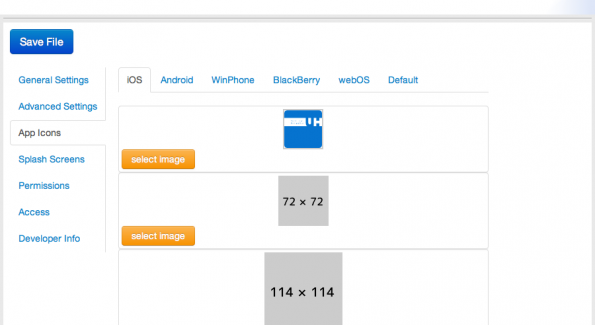 Save File
General Settings
Advanced Settings
App Icons
Splash Screens
Permissions
Access
Developer Info
iOS Android WinPhone BlackBerry webOS Default
UH
select image
72 × 72
select image
114 × 114